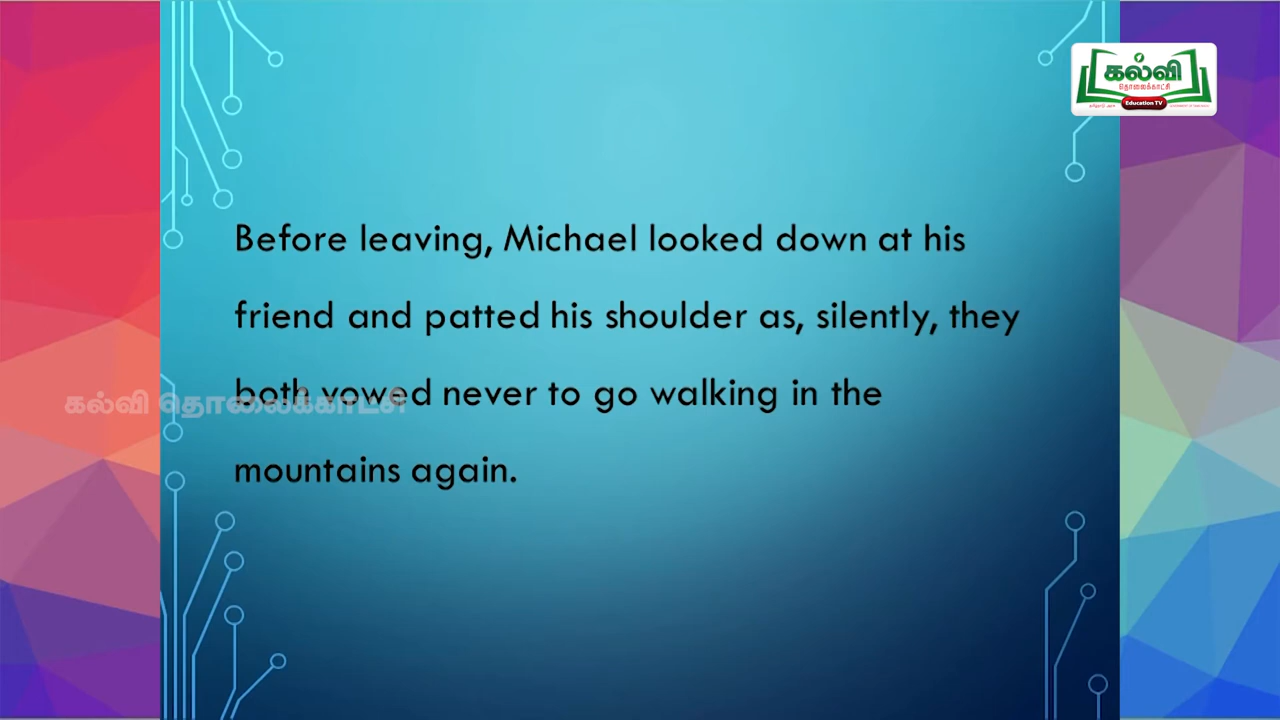 கல்வி
தொலைக்காட்சி
Education TV
Before leaving, Michael looked down at his
friend and patted his shoulder as, silently, they
both vowed never to go walking in the
mountains again.
கல்வி தொலைக்காட்சி